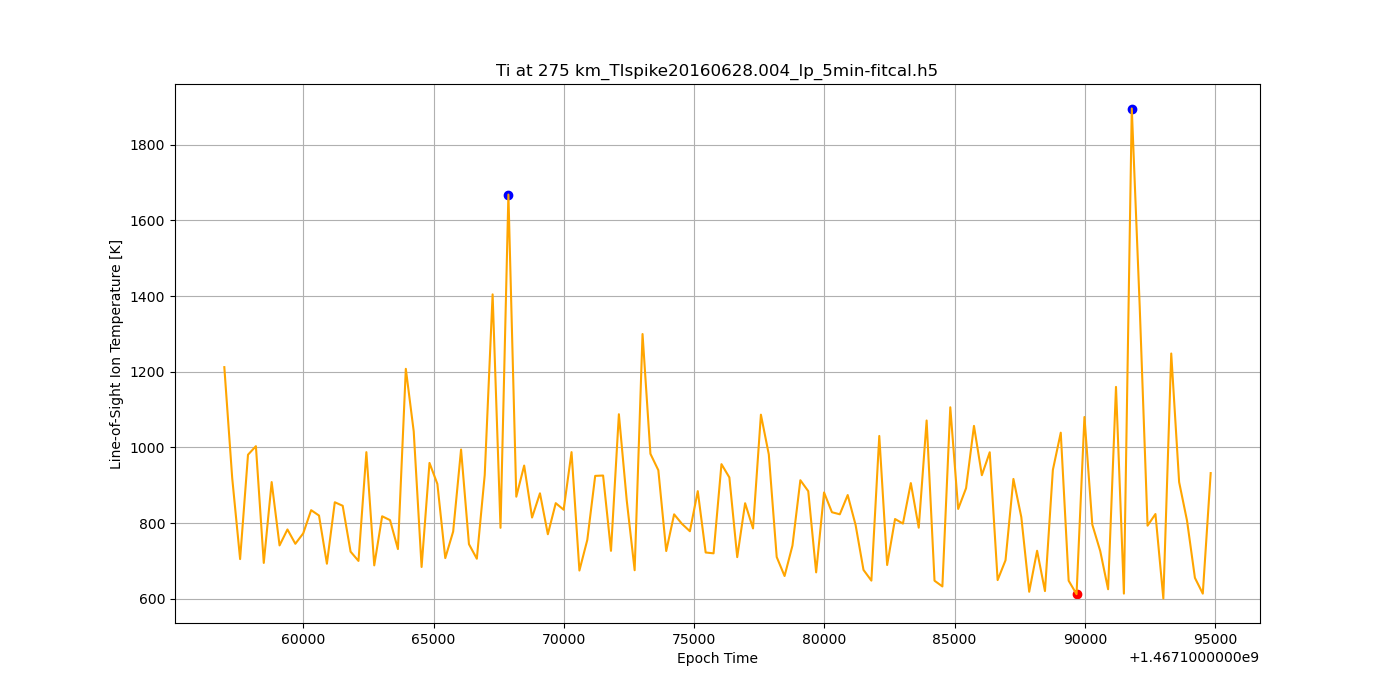 Ti at 275 km_TIspike20160628.004_lp_5min-fitcal.h5
Line-of-Sight Ion Temperature [K]
1800
1600
1400
1200
1000
800
600
60000 65000 70000 75000 80000 85000 90000 95000
Epoch Time
+1.4671000000e9